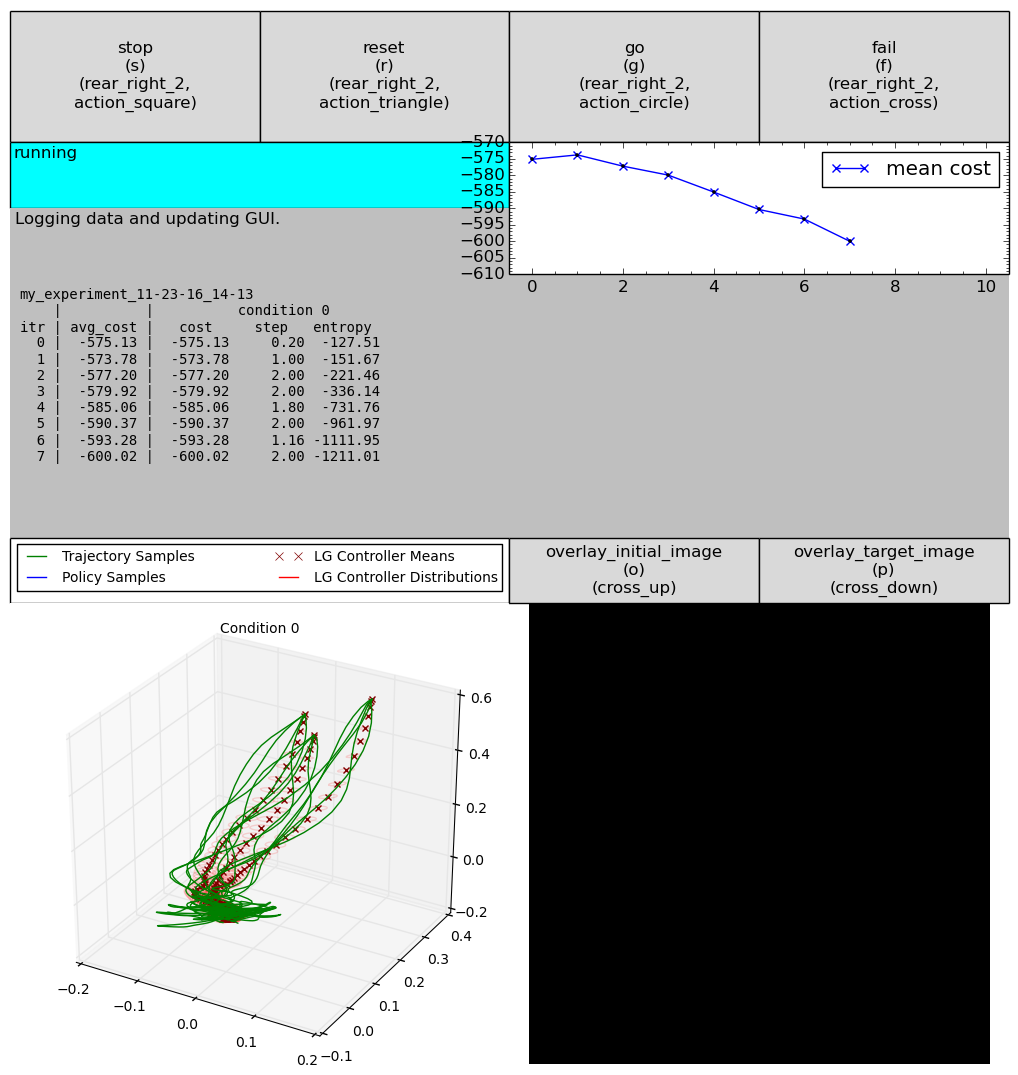 stop
(s)
(rear_right_2,
action_square)
reset
(r)
(rear_right_2,
action_triangle)
go
(g)
(rear_right_2,
action_circle)
fail
(f)
(rear_right_2,
action_cross)
running
−570
−575
−580
−585
−590
−595
−600
−605
−610
mean cost
0 2 4 6 8 10
Logging data and updating GUI.
my_experiment_11-23-16_14-13
| | condition 0
itr | avg_cost | cost step entropy
0 | -575.13 | -575.13 0.20 -127.51
1 | -573.78 | -573.78 1.00 -151.67
2 | -577.20 | -577.20 2.00 -221.46
3 | -579.92 | -579.92 2.00 -336.14
4 | -585.06 | -585.06 1.80 -731.76
5 | -590.37 | -590.37 2.00 -961.97
6 | -593.28 | -593.28 1.16 -1111.95
7 | -600.02 | -600.02 2.00 -1211.01
Trajectory Samples
Policy Samples
LG Controller Means
LG Controller Distributions
overlay_initial_image
(o)
(cross_up)
overlay_target_image
(p)
(cross_down)
Condition 0
0.6
0.4
0.2
0.0
−0.2
0.4
0.3
0.2
0.1
0.0
−0.1
−0.2
−0.1
0.0
0.1
0.2